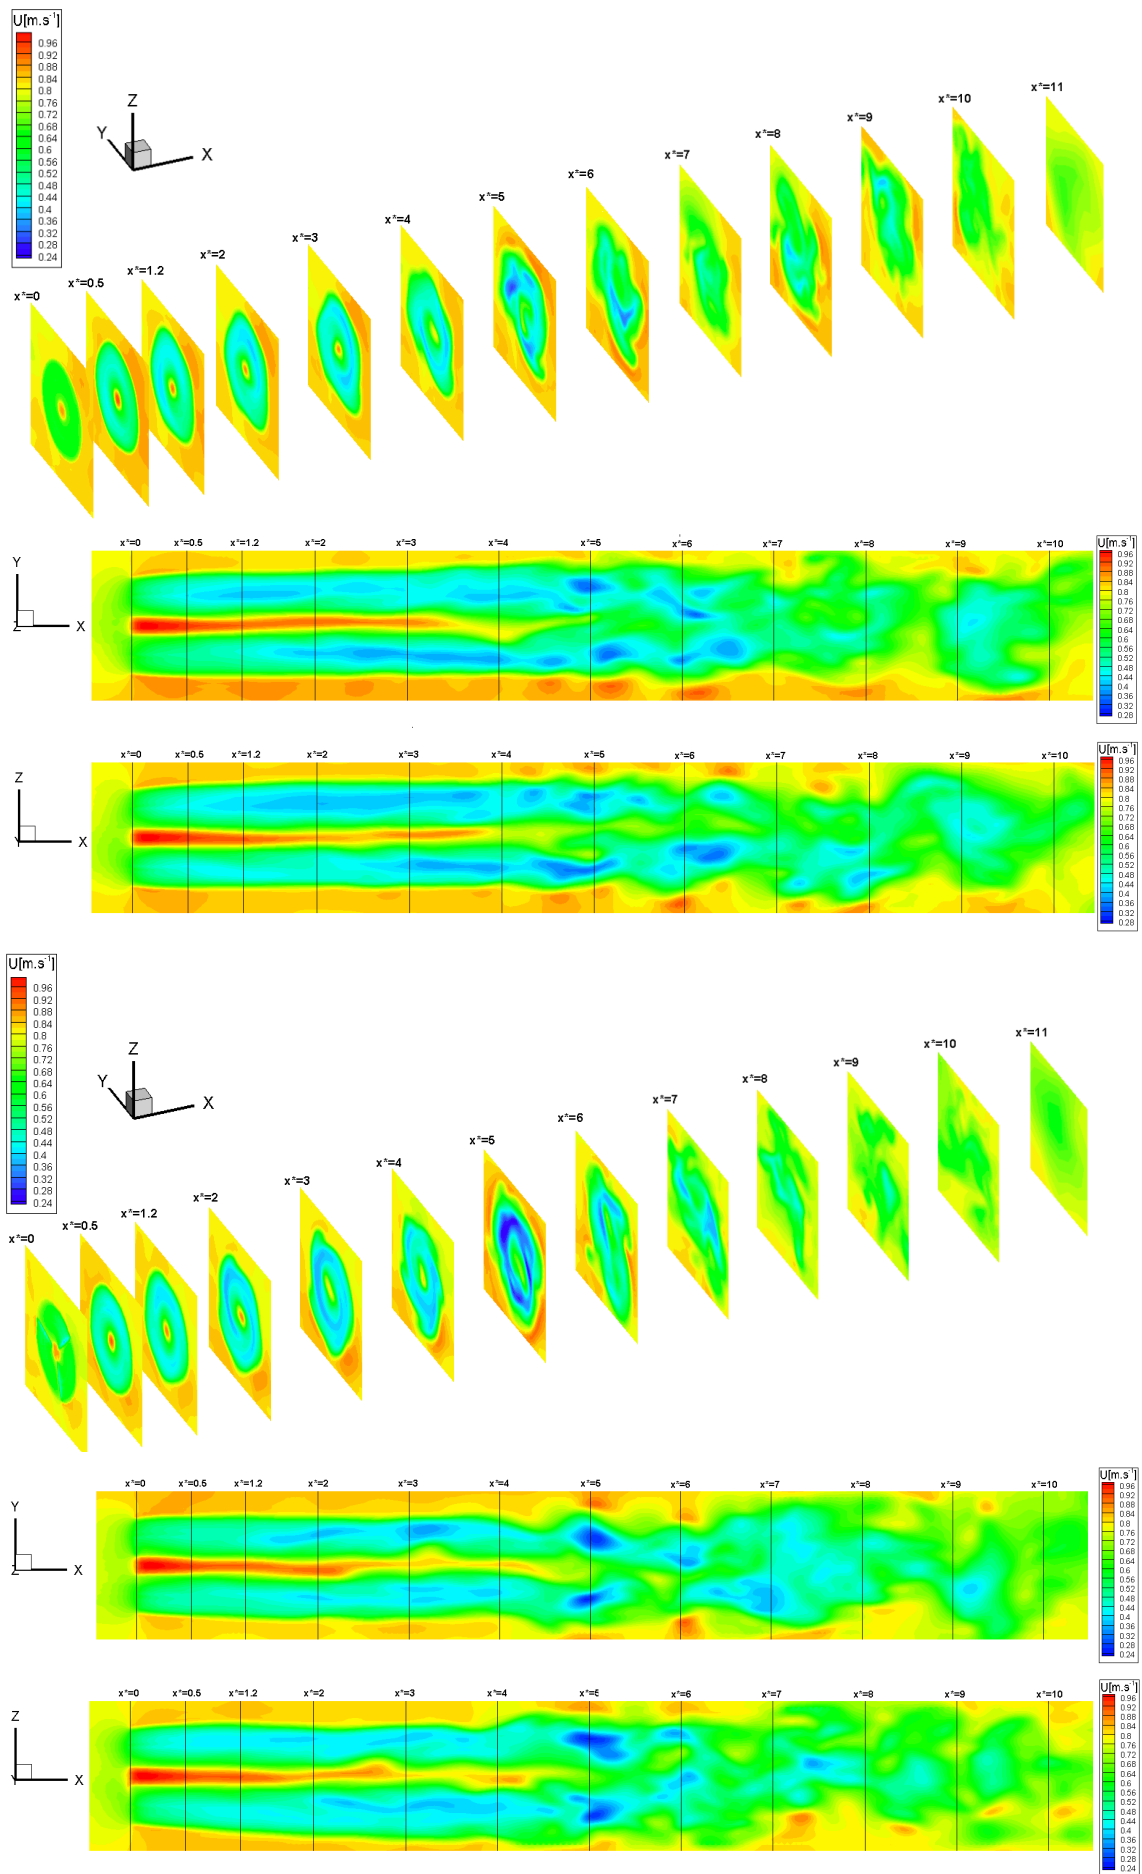 U[m.s⁻¹]
0.96
0.92
0.88
0.84
0.8
0.76
0.72
0.68
0.64
0.6
0.56
0.52
0.48
0.44
0.4
0.36
0.32
0.28
0.24
Z
Y
X
x*=0
x*=0.5
x*=1.2
x*=2
x*=3
x*=4
x*=5
x*=6
x*=7
x*=8
x*=9
x*=10
x*=11
x*=0 x*=0.5 x*=1.2 x*=2 x*=3 x*=4 x*=5 x*=6 x*=7 x*=8 x*=9 x*=10
Y
Z
X
U[m.s⁻¹]
0.96
0.92
0.88
0.84
0.8
0.76
0.72
0.68
0.64
0.6
0.56
0.52
0.48
0.44
0.4
0.36
0.32
0.28
x*=0 x*=0.5 x*=1.2 x*=2 x*=3 x*=4 x*=5 x*=6 x*=7 x*=8 x*=9 x*=10
Z
Y
X
U[m.s⁻¹]
0.96
0.92
0.88
0.84
0.8
0.76
0.72
0.68
0.64
0.6
0.56
0.52
0.48
0.44
0.4
0.36
0.32
0.28
U[m.s⁻¹]
0.96
0.92
0.88
0.84
0.8
0.76
0.72
0.68
0.64
0.6
0.56
0.52
0.48
0.44
0.4
0.36
0.32
0.28
0.24
Z
Y
X
x*=0
x*=0.5
x*=1.2
x*=2
x*=3
x*=4
x*=5
x*=6
x*=7
x*=8
x*=9
x*=10
x*=11
x*=0 x*=0.5 x*=1.2 x*=2 x*=3 x*=4 x*=5 x*=6 x*=7 x*=8 x*=9 x*=10
Y
Z
X
U[m.s⁻¹]
0.96
0.92
0.88
0.84
0.8
0.76
0.72
0.68
0.64
0.6
0.56
0.52
0.48
0.44
0.4
0.36
0.32
0.28
0.24
x*=0 x*=0.5 x*=1.2 x*=2 x*=3 x*=4 x*=5 x*=6 x*=7 x*=8 x*=9 x*=10
Z
Y
X
U[m.s⁻¹]
0.96
0.92
0.88
0.84
0.8
0.76
0.72
0.68
0.64
0.6
0.56
0.52
0.48
0.44
0.4
0.36
0.32
0.28
0.24